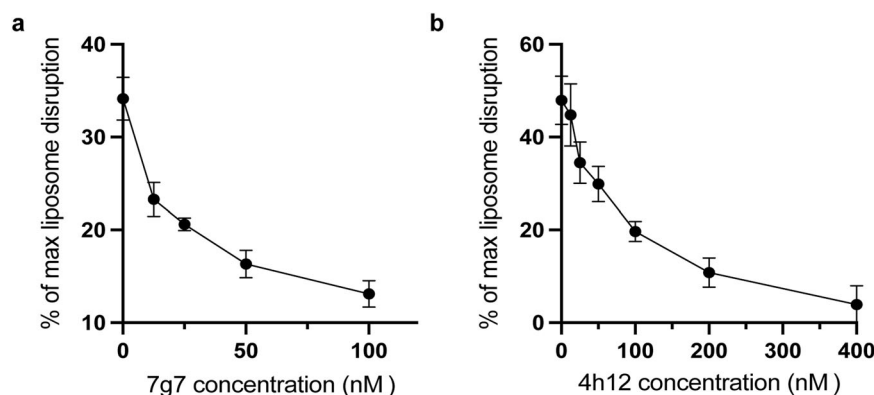 a
% of max liposome disruption
40
30
20
10
0
50
100
7g7 concentration (nM )
b
% of max liposome disruption
60
40
20
0
0
100
200
300
400
4h12 concentration (nM )